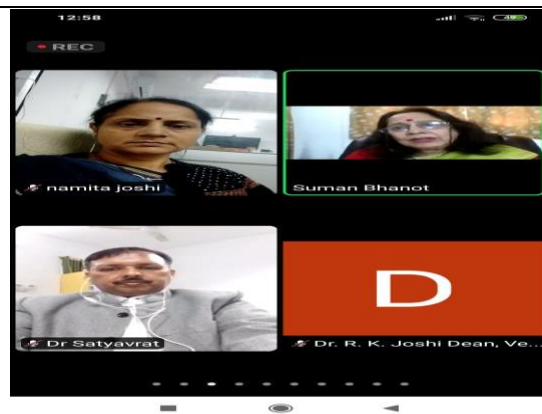 12:58
REC
namita joshi
Suman Bhanot
Dr Satyavrat
D
Dr. R. K. Joshi Dean, Ve...